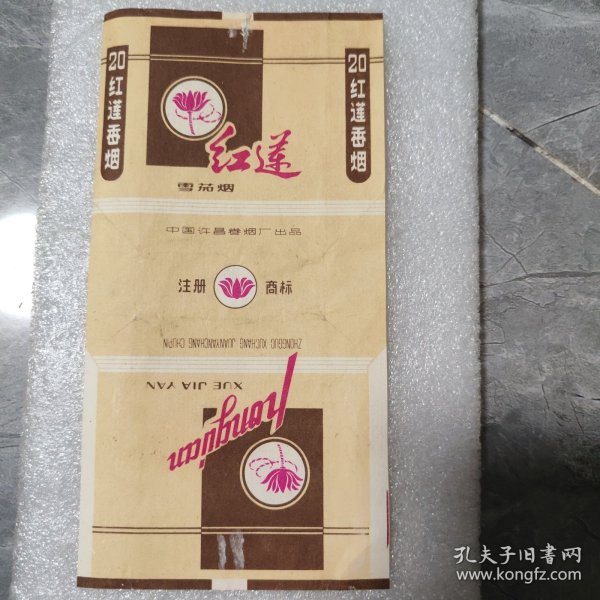 20红莲香烟
20红莲香烟
红莲
雪茄烟
中国许昌卷烟厂出品
注册 商标
ZHONGGUO XUCHANG JUANYANCHANG CHUPIN
XUE JIA YAN
honglian
孔夫子旧书网
www.kongfz.com